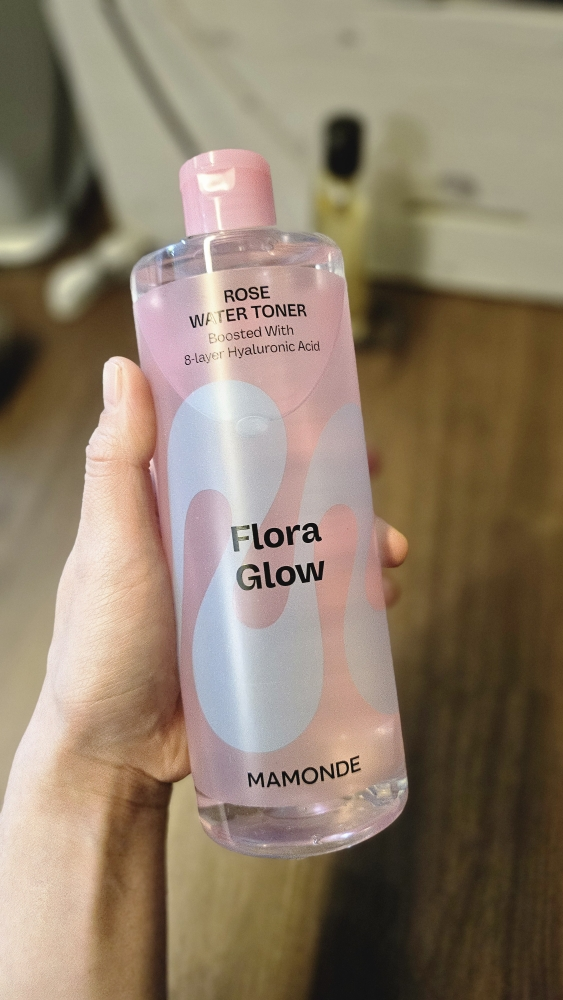 ROSE
WATER TONER
Boosted With
8-layer Hyaluronic Acid
Flora
Glow
MAMONDE